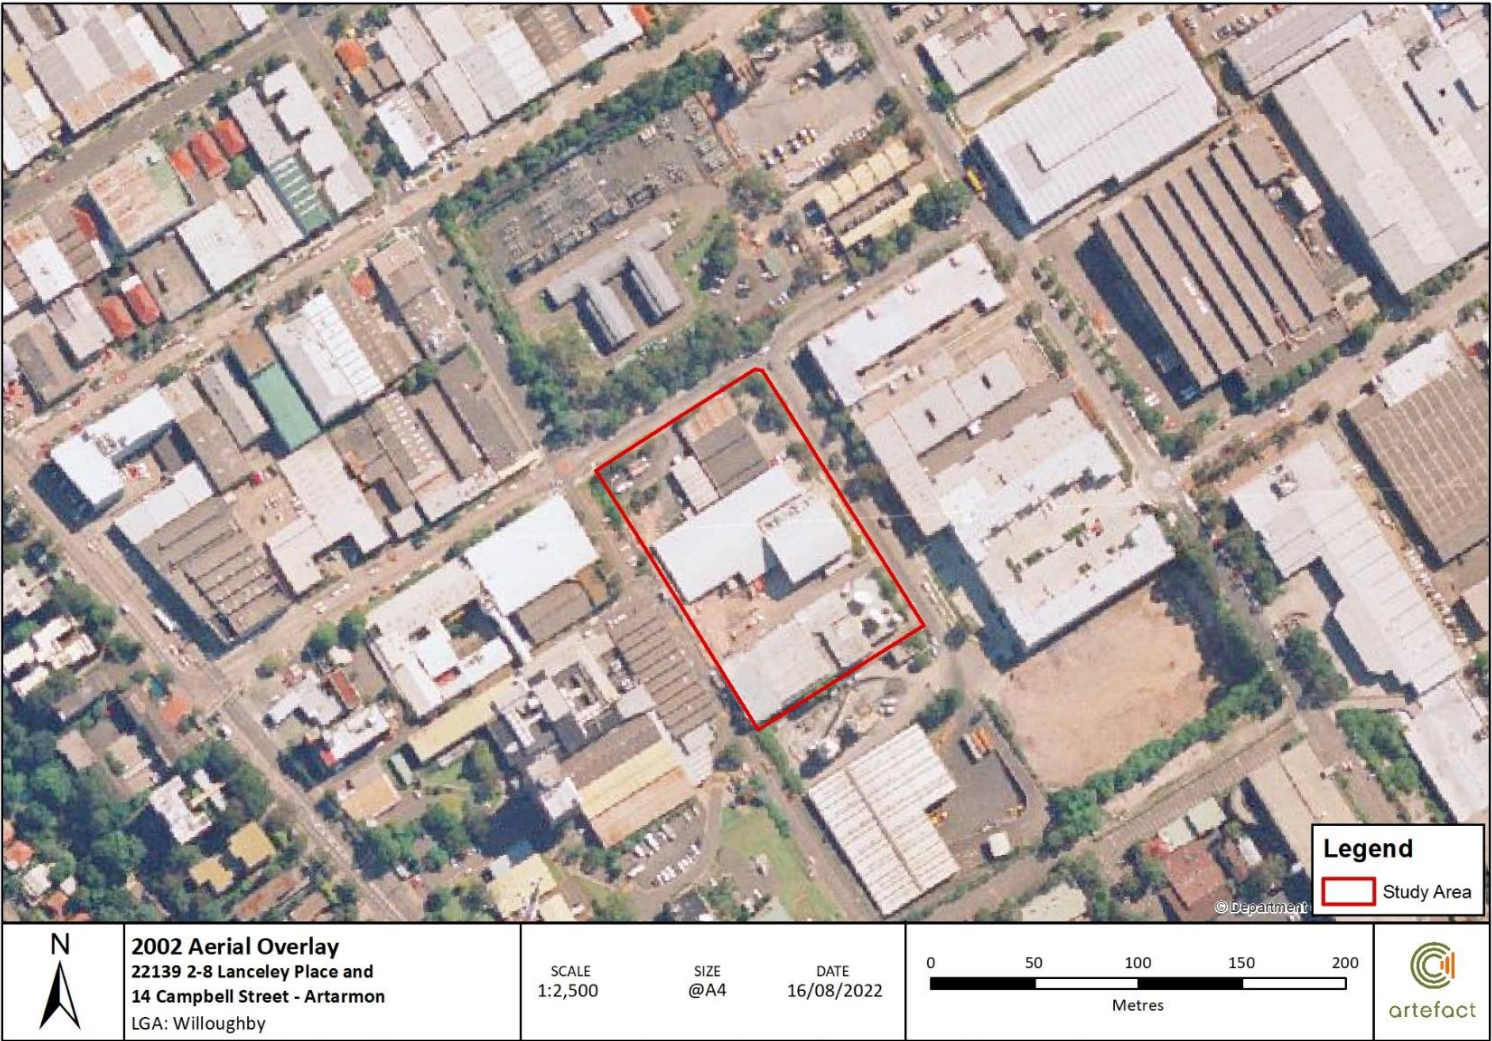 © Department
Legend
Study Area
N
2002 Aerial Overlay
22139 2-8 Lanceley Place and
14 Campbell Street - Artarmon
LGA: Willoughby
SCALE
1:2,500
SIZE
@A4
DATE
16/08/2022
0 50 100 150 200
Metres
artefact